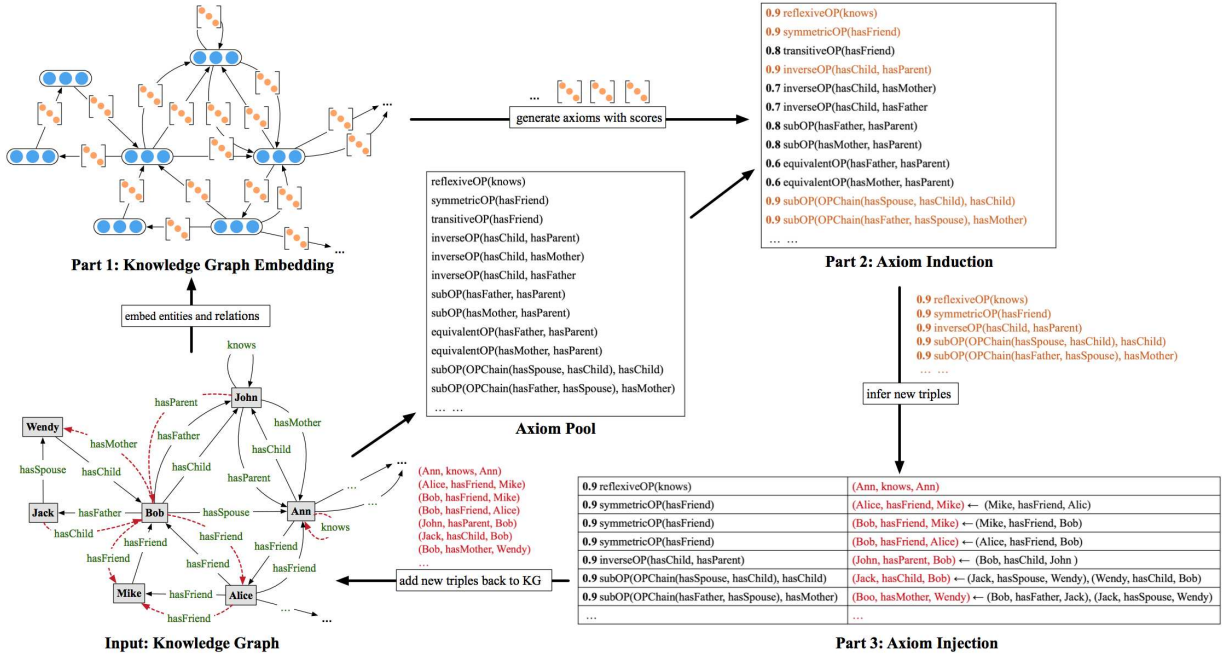 ...
Part 1: Knowledge Graph Embedding
embed entities and relations
... generate axioms with scores
0.9 reflexiveOP(knows)
0.9 symmetricOP(hasFriend)
0.8 transitiveOP(hasFriend)
0.9 inverseOP(hasChild, hasParent)
0.7 inverseOP(hasChild, hasMother)
0.7 inverseOP(hasChild, hasFather
0.8 subOP(hasFather, hasParent)
0.8 subOP(hasMother, hasParent)
0.6 equivalentOP(hasFather, hasParent)
0.6 equivalentOP(hasMother, hasParent)
0.9 subOP(OPChain(hasSpouse, hasChild), hasChild)
0.9 subOP(OPChain(hasFather, hasSpouse), hasMother)
... ...
Part 2: Axiom Induction
reflexiveOP(knows)
symmetricOP(hasFriend)
transitiveOP(hasFriend)
inverseOP(hasChild, hasParent)
inverseOP(hasChild, hasMother)
inverseOP(hasChild, hasFather
subOP(hasFather, hasParent)
subOP(hasMother, hasParent)
equivalentOP(hasFather, hasParent)
equivalentOP(hasMother, hasParent)
subOP(OPChain(hasSpouse, hasChild), hasChild)
subOP(OPChain(hasFather, hasSpouse), hasMother)
... ...
Axiom Pool
0.9 reflexiveOP(knows)
0.9 symmetricOP(hasFriend)
0.9 inverseOP(hasChild, hasParent)
0.9 subOP(OPChain(hasSpouse, hasChild), hasChild)
0.9 subOP(OPChain(hasFather, hasSpouse), hasMother)
... ...
infer new triples
knows
John
hasParent
Wendy
hasMother
hasFather
hasMother
hasChild
hasChild
hasChild
hasSpouse
hasParent
Jack
hasFather
Bob
hasSpouse
Ann
... ...
...
knows
hasChild
hasFriend
hasFriend
hasFriend
hasFriend
hasFriend
hasFriend
Mike
hasFriend
Alice
hasFriend
...
...
Input: Knowledge Graph
(Ann, knows, Ann)
(Alice, hasFriend, Mike)
(Bob, hasFriend, Mike)
(Bob, hasFriend, Alice)
(John, hasParent, Bob)
(Jack, hasChild, Bob)
(Bob, hasMother, Wendy)
...
add new triples back to KG
0.9 reflexiveOP(knows) (Ann, knows, Ann)
0.9 symmetricOP(hasFriend) (Alice, hasFriend, Mike) ← (Mike, hasFriend, Alic)
0.9 symmetricOP(hasFriend) (Bob, hasFriend, Mike) ← (Mike, hasFriend, Bob)
0.9 symmetricOP(hasFriend) (Bob, hasFriend, Alice) ← (Alice, hasFriend, Bob)
0.9 inverseOP(hasChild, hasParent) (John, hasParent, Bob) ← (Bob, hasChild, John )
0.9 subOP(OPChain(hasSpouse, hasChild), hasChild) (Jack, hasChild, Bob) ← (Jack, hasSpouse, Wendy), (Wendy, hasChild, Bob)
0.9 subOP(OPChain(hasFather, hasSpouse), hasMother) (Boo, hasMother, Wendy) ← (Bob, hasFather, Jack), (Jack, hasSpouse, Wendy)
... ...
Part 3: Axiom Injection